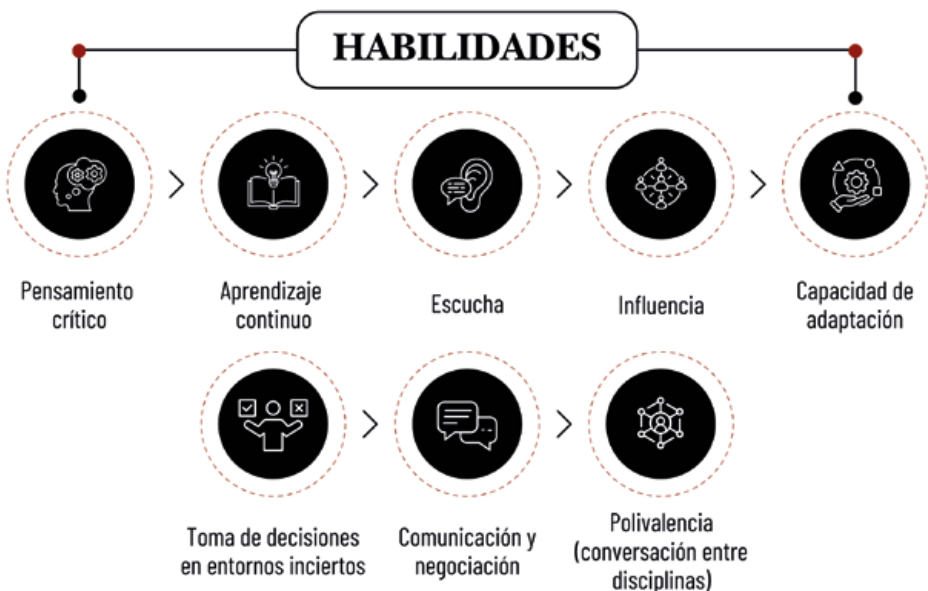 HABILIDADES
Pensamiento
crítico
Aprendizaje
continuo
Escucha
Influencia
Capacidad de
adaptación
Toma de decisiones
en entornos inciertos
Comunicación y
negociación
Polivalencia
(conversación entre
disciplinas)